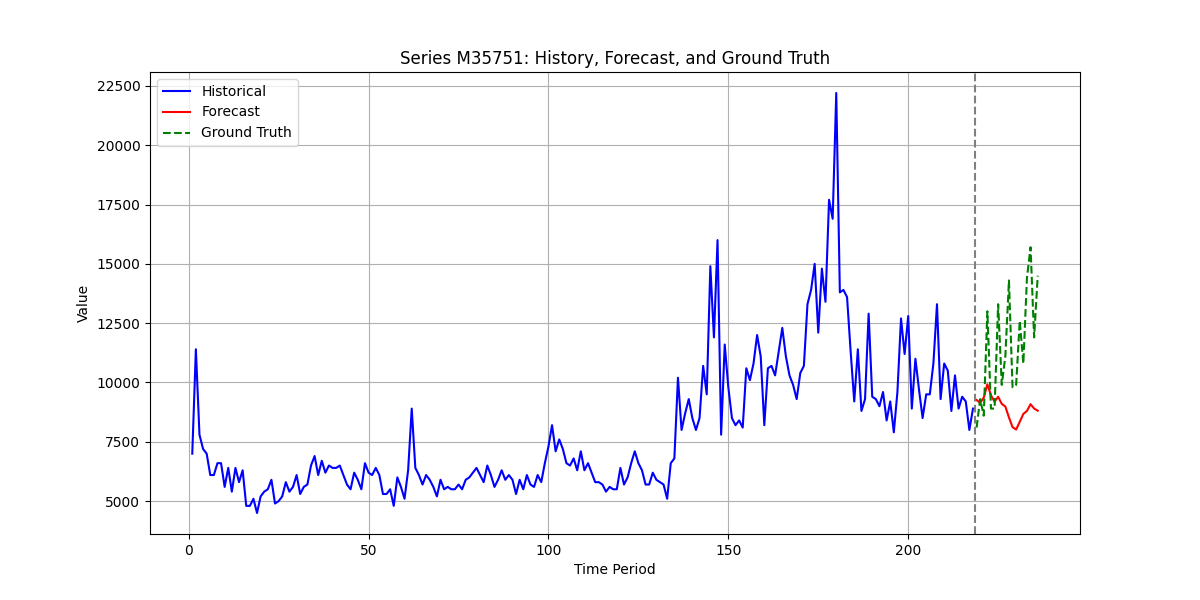 Series M35751: History, Forecast, and Ground Truth
Historical
Forecast
Ground Truth
22500
20000
17500
15000
12500
10000
7500
5000
Value
0
50
100
150
200
Time Period